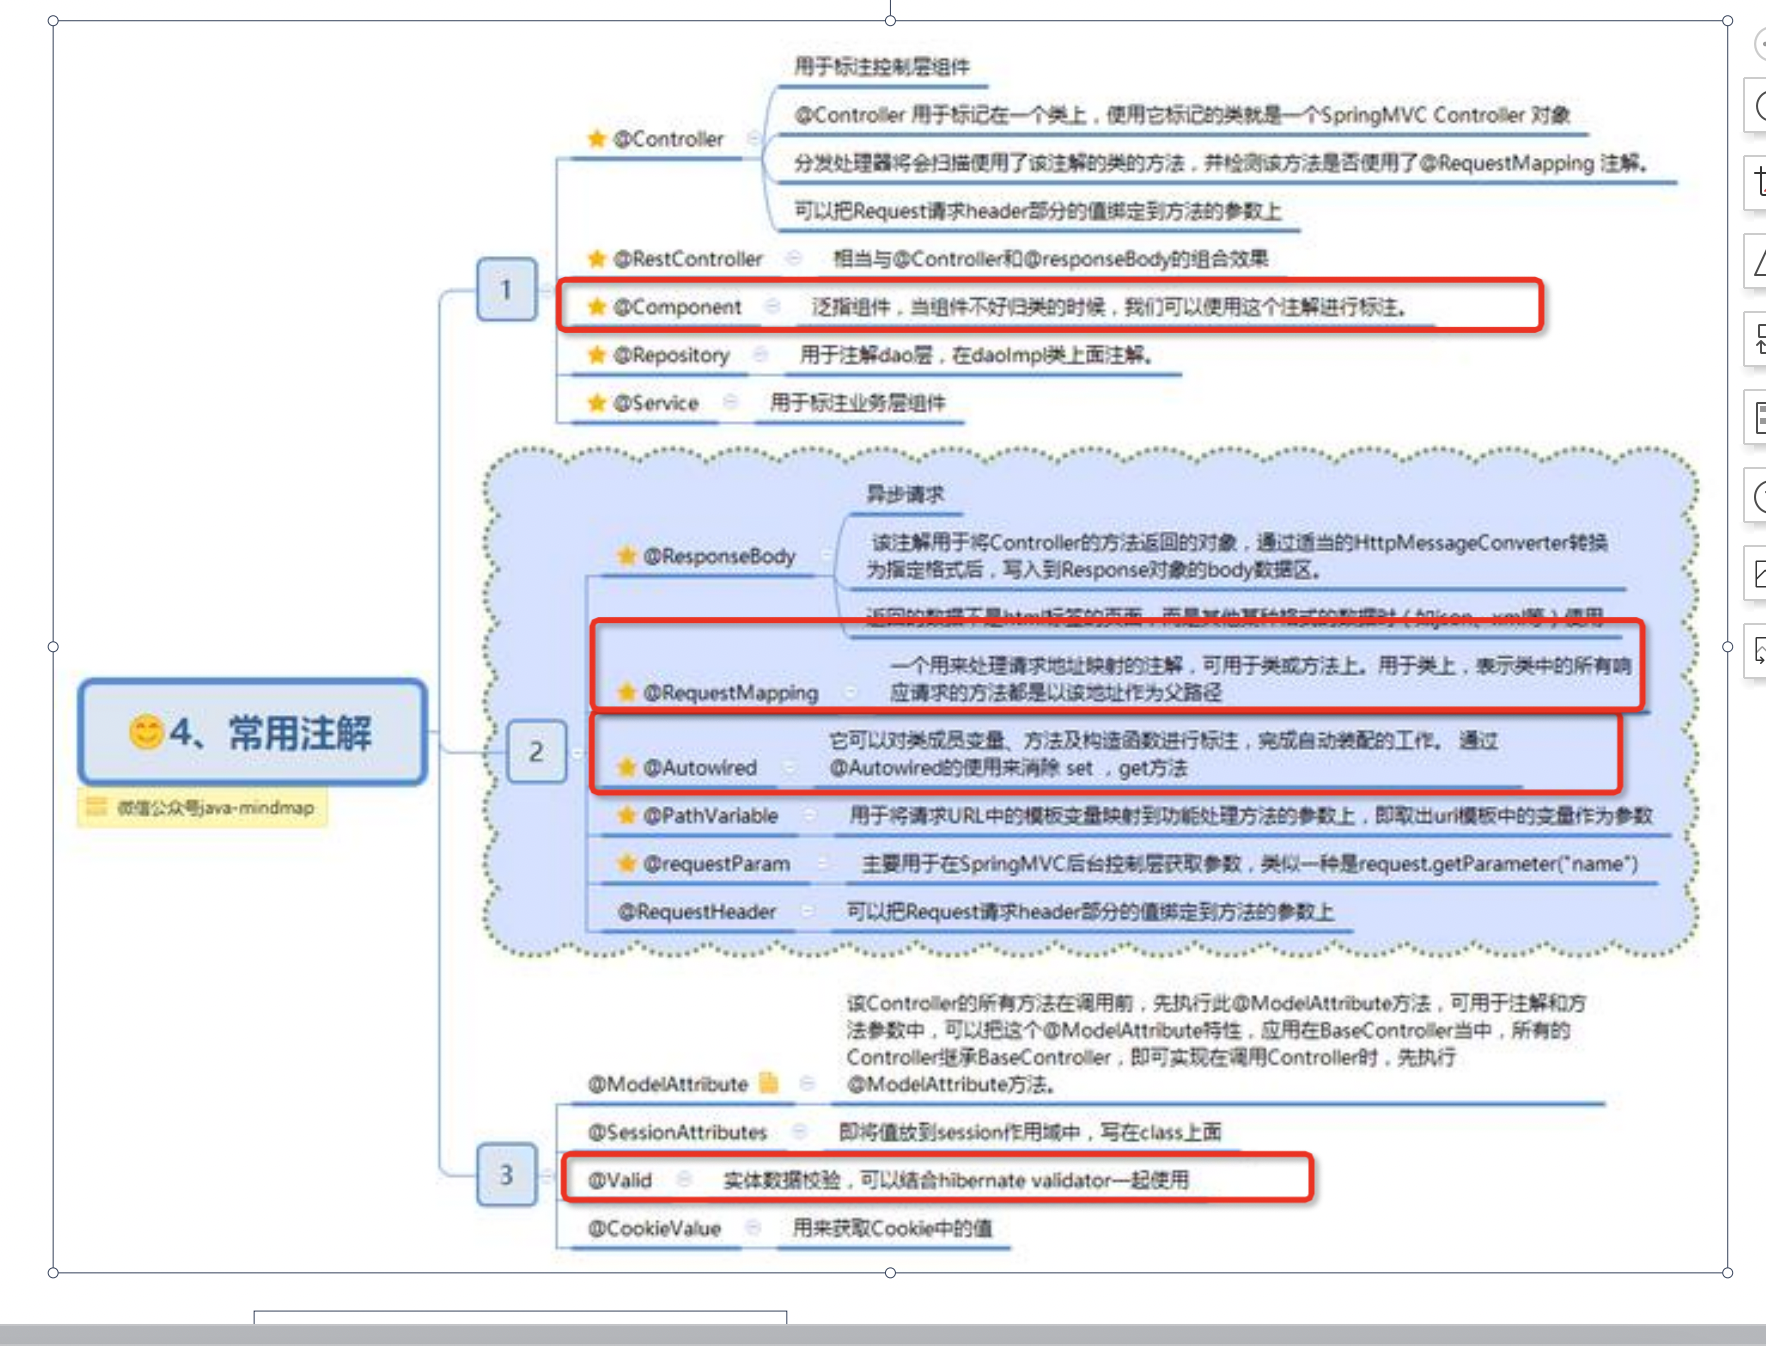 用于标注控制层组件
@Controller 用于标记在一个类上，使用它标记的类就是一个SpringMVC Controller 对象
@Controller
分发处理器将会扫描使用了该注解的类的方法，并检测该方法是否使用了@RequestMapping 注解。
可以把Request请求header部分的值绑定到方法的参数上
@RestController 相当与@Controller和@responseBody的组合效果
1
@Component 泛指组件，当组件不好归类的时候，我们可以使用这个注解进行标注。
@Repository 用于注解dao层，在daoImpl类上面注解。
@Service 用于标注业务层组件
异步请求
@ResponseBody
该注解用于将Controller的方法返回的对象，通过适当的HttpMessageConverter转换
为指定格式后，写入到Response对象的body数据区。
返回的数据不是html标签的页面，而是其他某种格式的数据时（如json、xml等）使用
@RequestMapping
一个用来处理请求地址映射的注解，可用于类或方法上。用于类上，表示类中的所有响
应请求的方法都是以该地址作为父路径
4、常用注解
微信公众号java-mindmap
2
@Autowired
它可以对类成员变量、方法及构造函数进行标注，完成自动装配的工作。 通过
@Autowired的使用来消除 set ，get方法
@PathVariable 用于将请求URL中的模板变量映射到功能处理方法的参数上，即取出uri模板中的变量作为参数
@requestParam 主要用于在SpringMVC后台控制层获取参数，类似一种是request.getParameter("name")
@RequestHeader 可以把Request请求header部分的值绑定到方法的参数上
@ModelAttribute
该Controller的所有方法在调用前，先执行此@ModelAttribute方法，可用于注解和方
法参数中，可以把这个@ModelAttribute特性，应用在BaseController当中，所有的
Controller继承BaseController，即可实现在调用Controller时，先执行
@ModelAttribute方法。
@SessionAttributes 即将值放到session作用域中，写在class上面
3
@Valid 实体数据校验，可以结合hibernate validator一起使用
@CookieValue 用来获取Cookie中的值